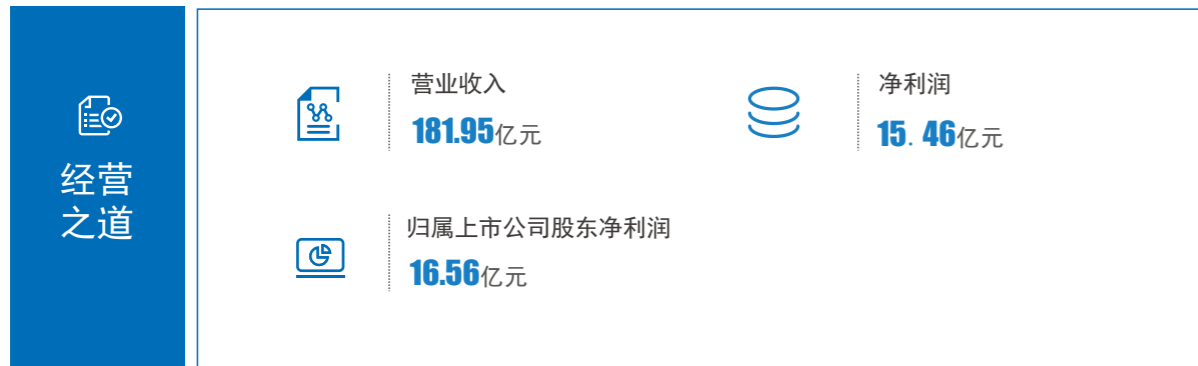 经营
之道
营业收入
181.95亿元
净利润
15. 46亿元
归属上市公司股东净利润
16.56亿元